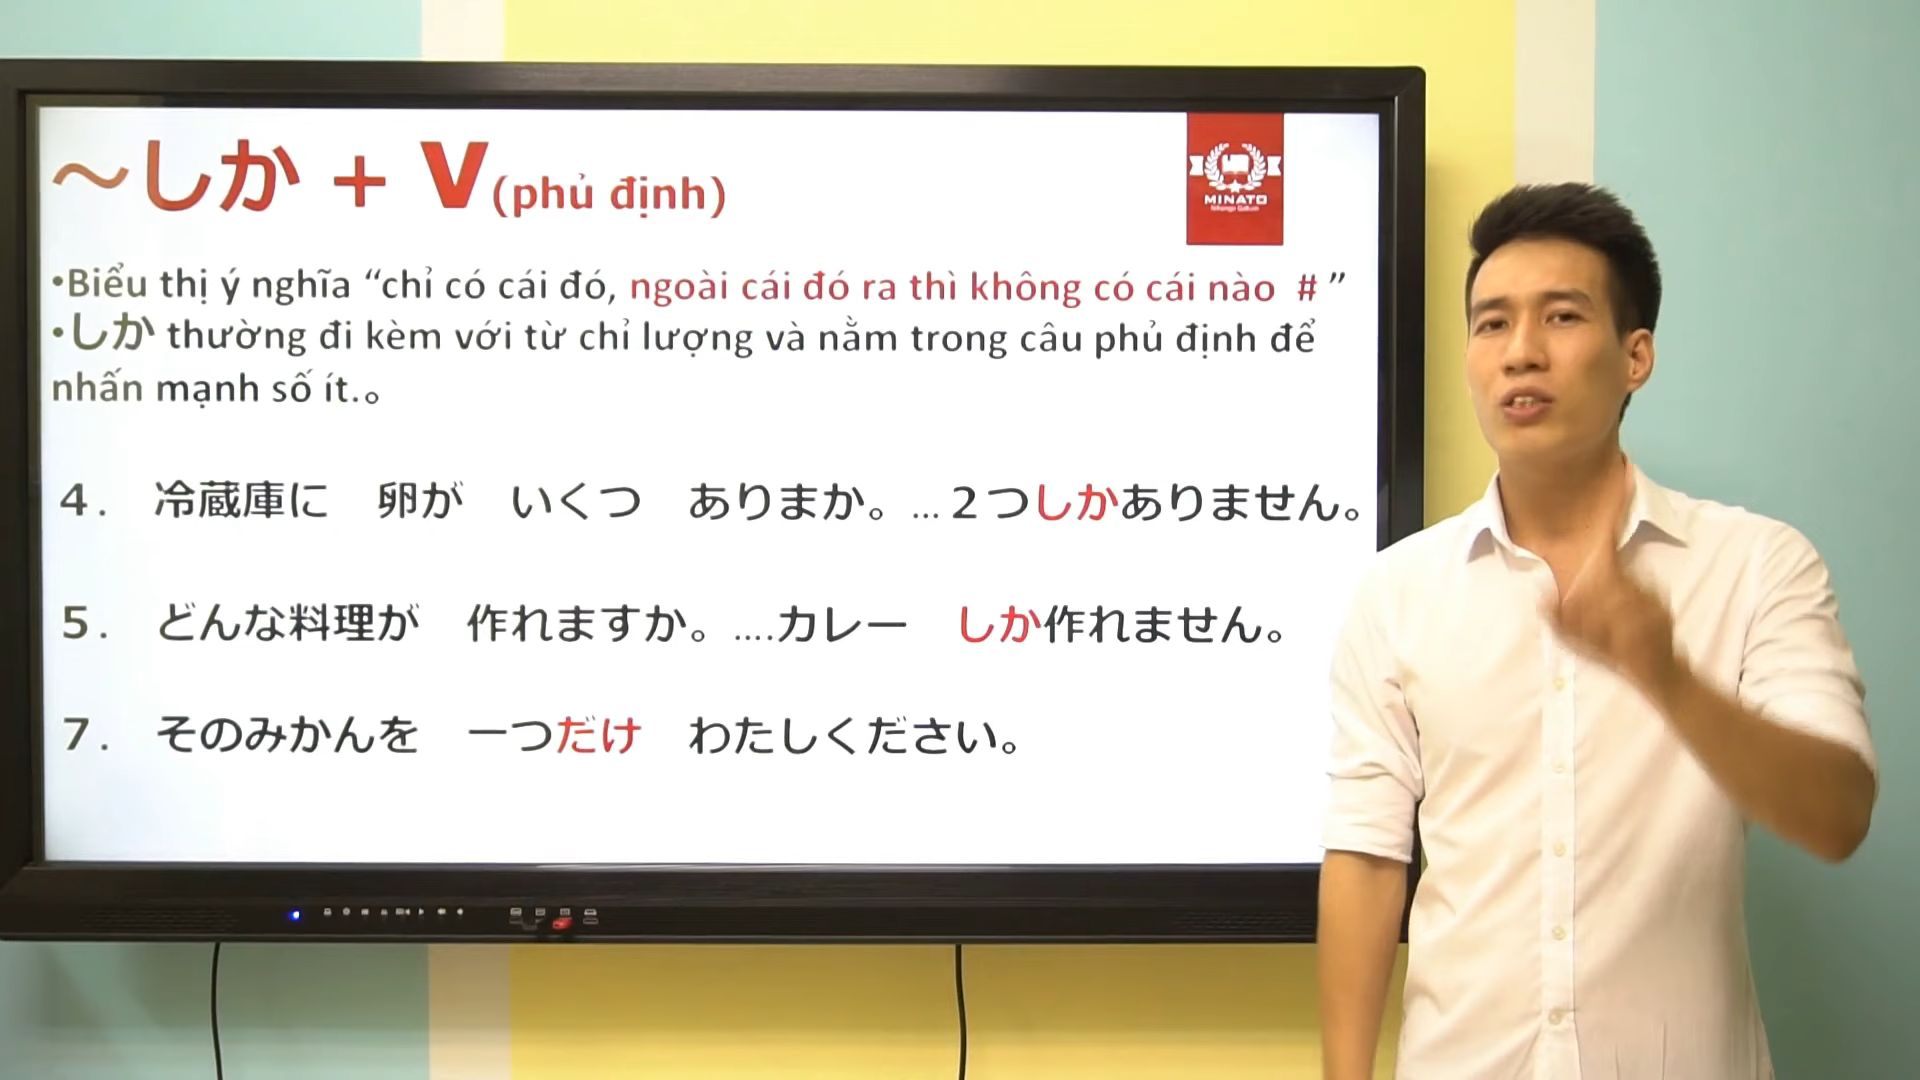 ～しか + V(phủ định)
MINATO
•Biểu thị ý nghĩa “chỉ có cái đó, ngoài cái đó ra thì không có cái nào # ”
•しか thường đi kèm với từ chỉ lượng và nằm trong câu phủ định để
nhấn mạnh số ít.。
４. 冷蔵庫に　卵が　いくつ　ありまか。…２つしかありません。
５. どんな料理が　作れますか。….カレー　しか作れません。
７. そのみかんを　一つだけ　わたしください。